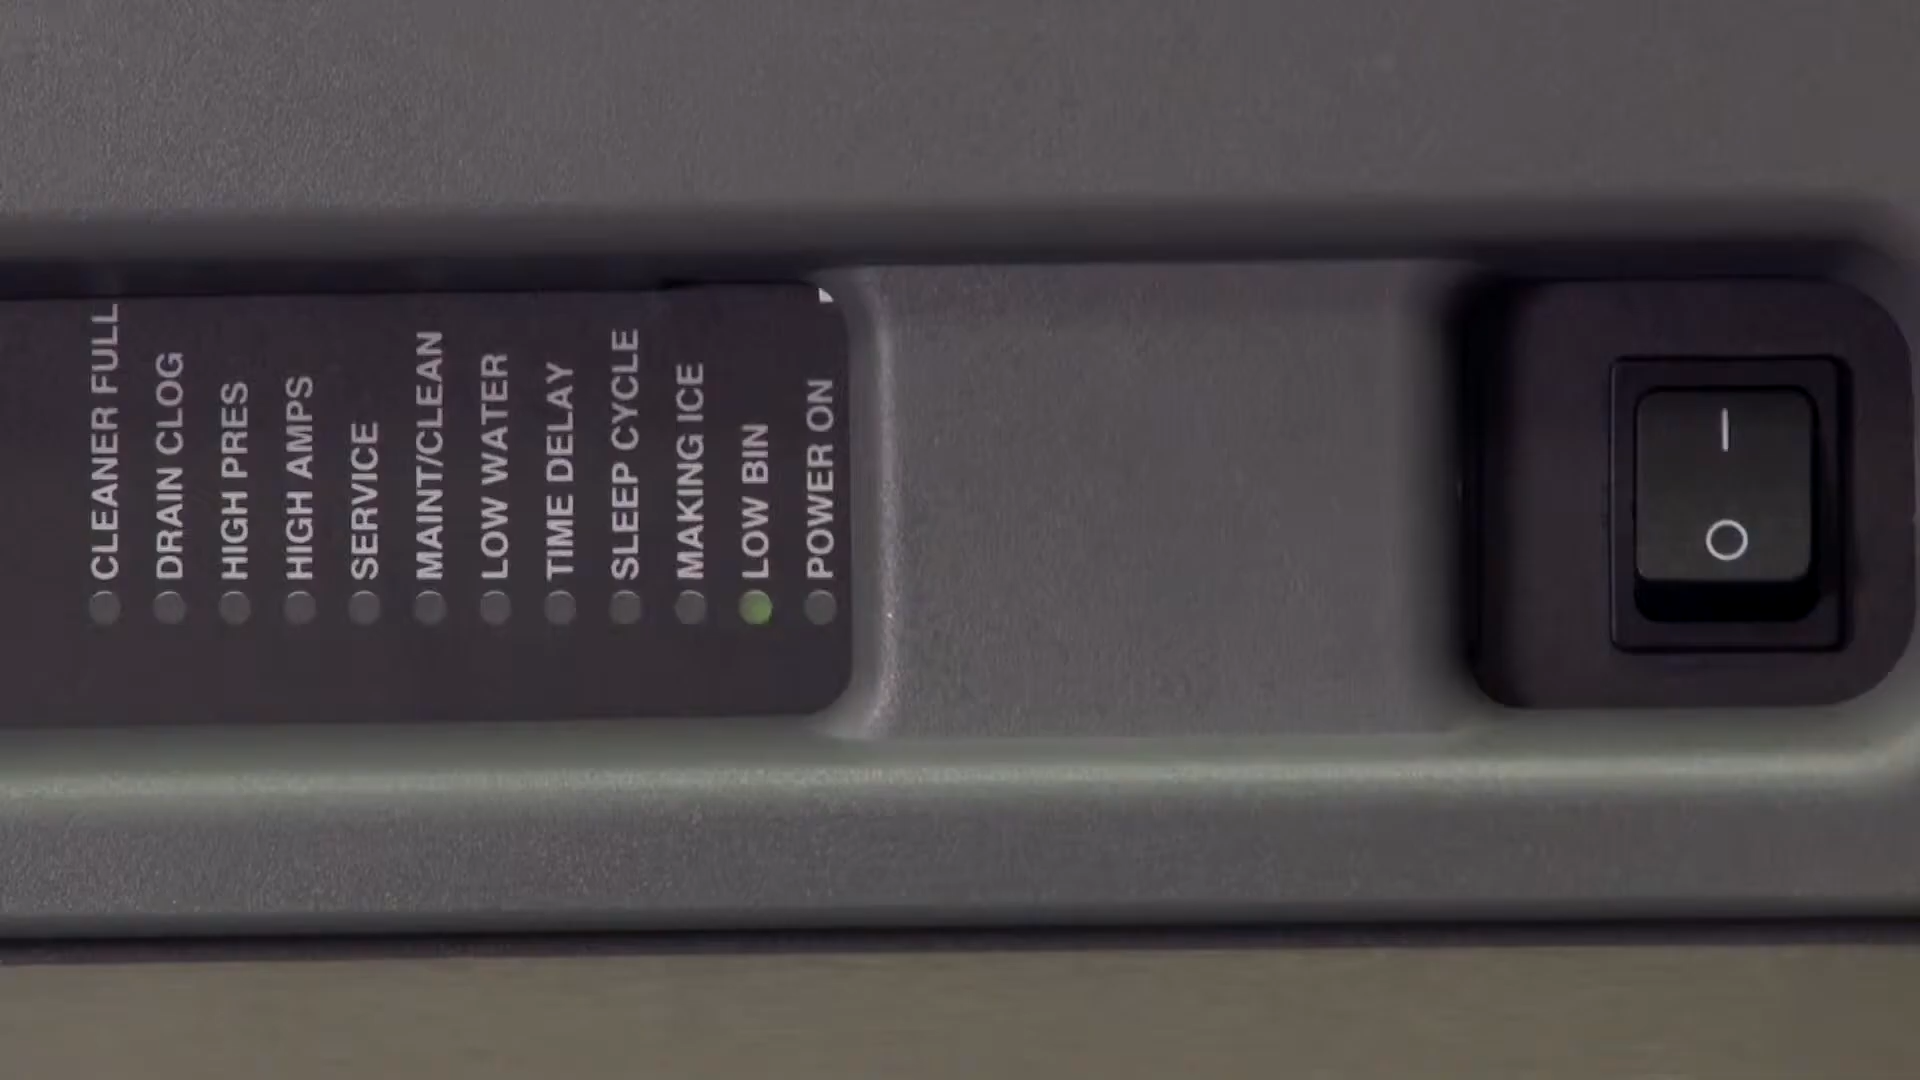 CLEANER FULL
DRAIN CLOG
HIGH PRES
HIGH AMPS
SERVICE
MAINT/CLEAN
LOW WATER
TIME DELAY
SLEEP CYCLE
MAKING ICE
LOW BIN
POWER ON